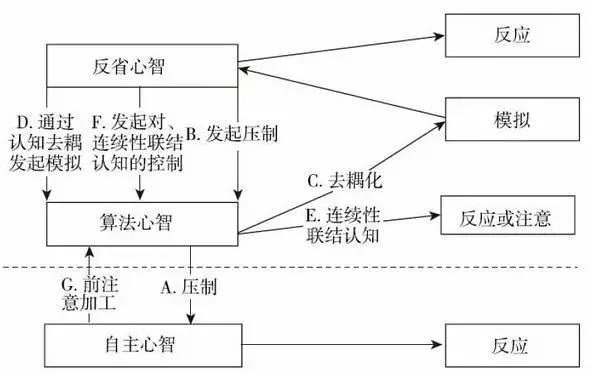 反应
反省心智
D. 通过
认知去耦
发起模拟
F. 发起对、
连续性联结
认知的控制
B. 发起压制
模拟
C. 去耦化
E. 连续性
联结认知
反应或注意
算法心智
G. 前注
意加工
A. 压制
自主心智
反应